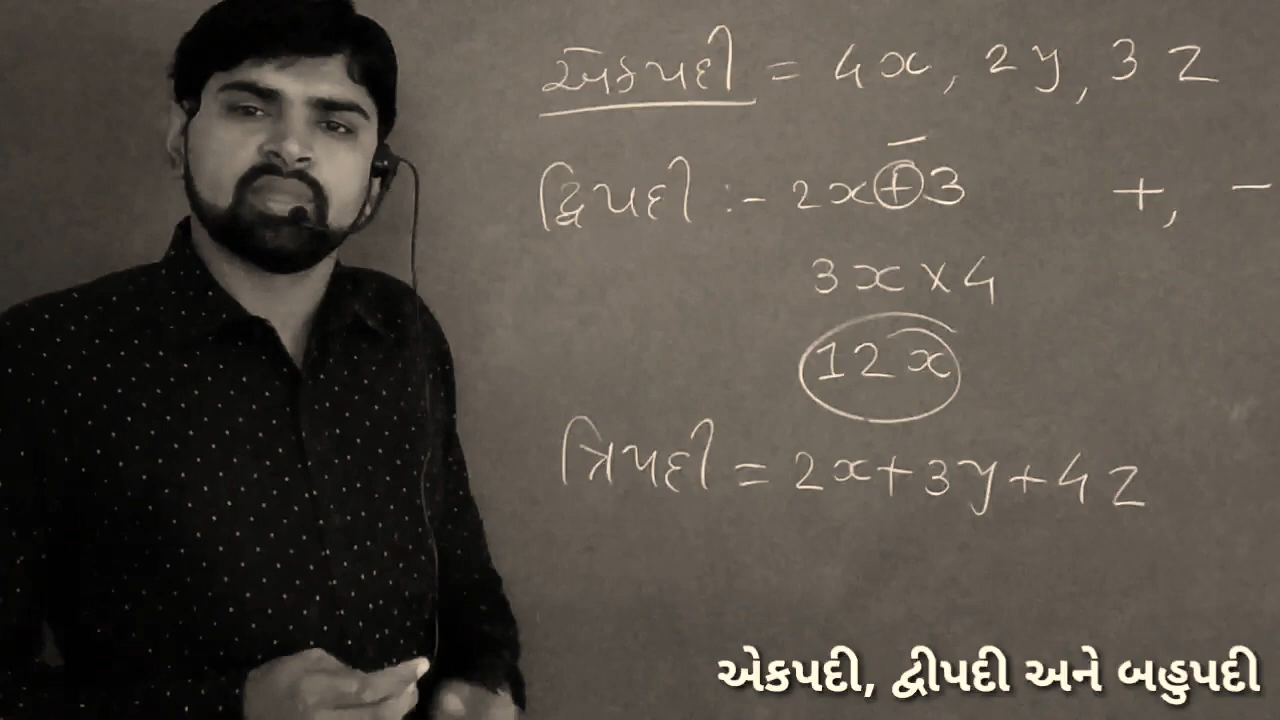 એકપદી = 4x, 2y, 3z
દ્વિપદી :- 2x+3 +, -
3x×4
12x
ત્રિપદી = 2x+3y+4z
એકપદી, દ્વીપદી અને બહુપદી